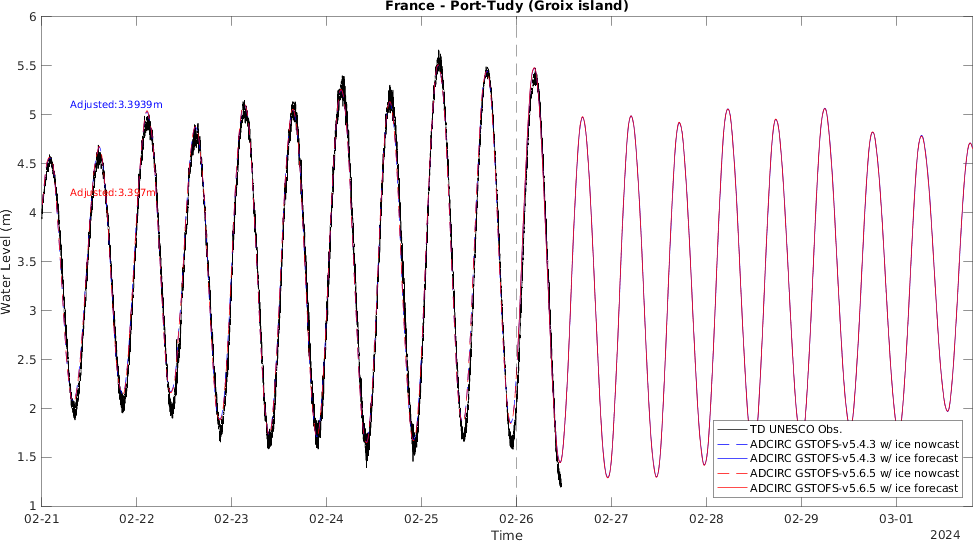 France - Port-Tudy (Groix island)
6
5.5
5
4.5
4
3.5
3
2.5
2
1.5
1
Water Level (m)
Adjusted:3.3939m
Adjusted:3.397m
TD UNESCO Obs.
ADCIRC GSTOFS-v5.4.3 w/ ice nowcast
ADCIRC GSTOFS-v5.4.3 w/ ice forecast
ADCIRC GSTOFS-v5.6.5 w/ ice nowcast
ADCIRC GSTOFS-v5.6.5 w/ ice forecast
02-21 02-22 02-23 02-24 02-25 02-26 02-27 02-28 02-29 03-01
Time
2024